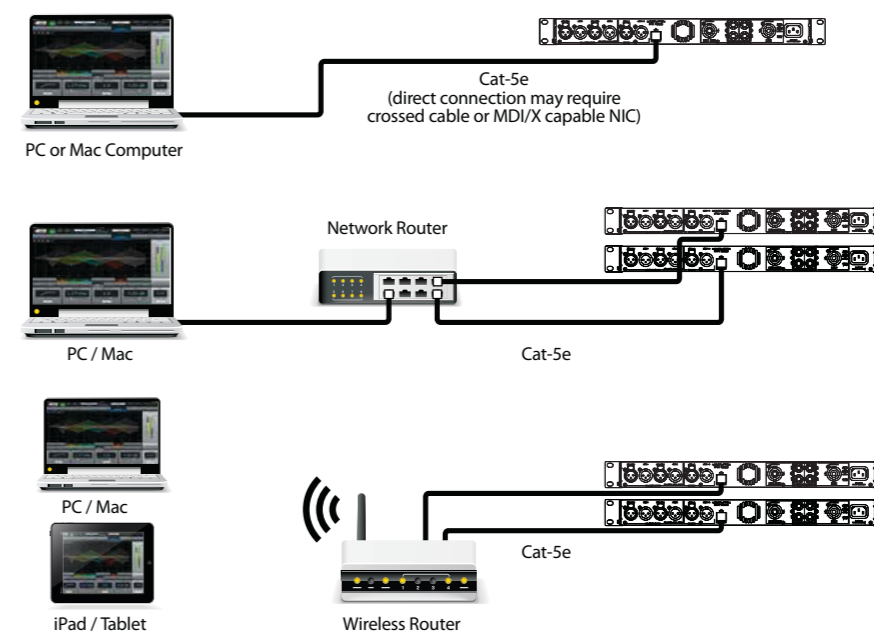 Cat-5e
(direct connection may require
crossed cable or MDI/X capable NIC)
PC or Mac Computer
Network Router
PC / Mac
Cat-5e
PC / Mac
Cat-5e
iPad / Tablet
Wireless Router